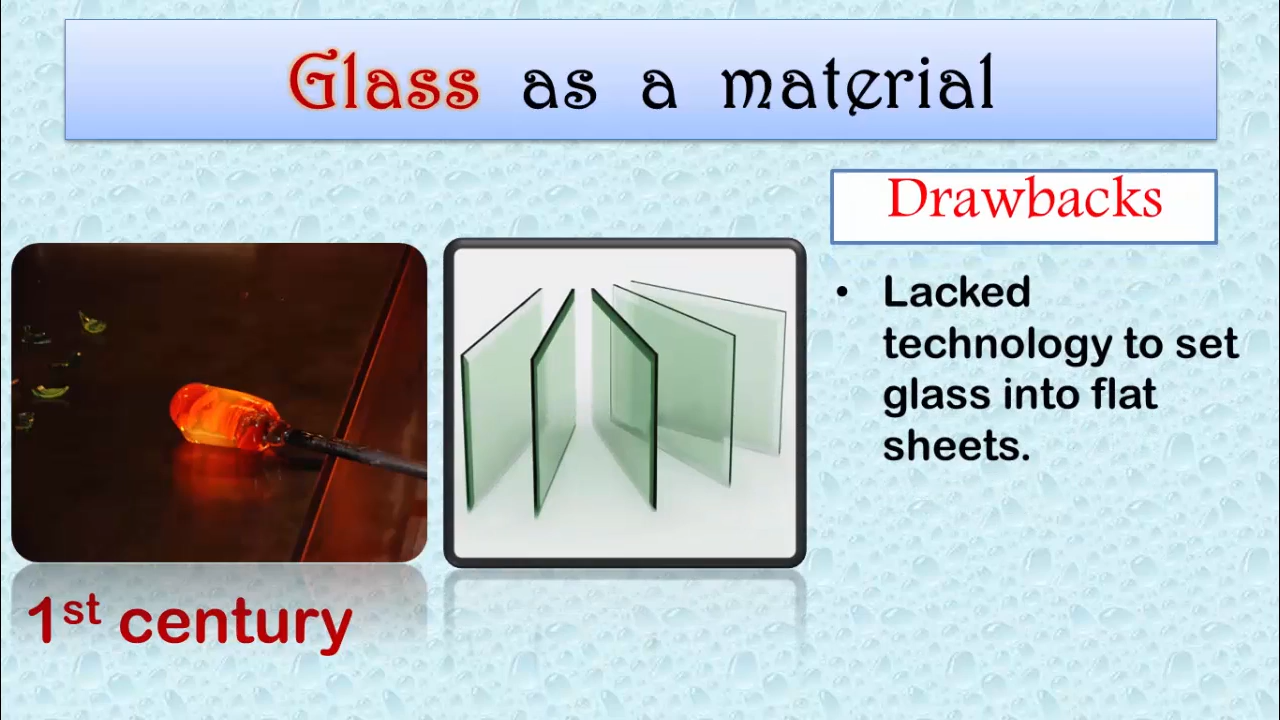 Glass as a material
Drawbacks
• Lacked
technology to set
glass into flat
sheets.
1st century